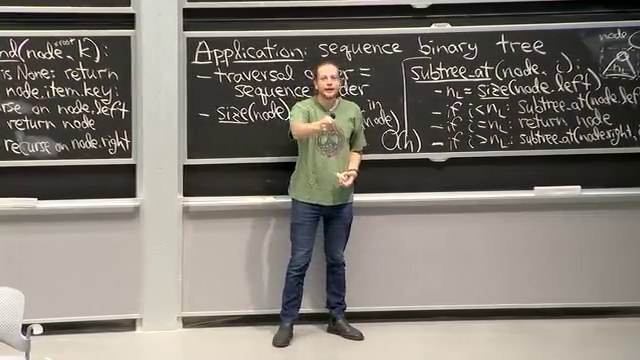 nd(node, root k):
is None: return
node.item.key:
rse on node.left
return node
recurse on node.right
Application: sequence binary tree
- traversal order =
sequence order
- size(node) in
node)
O(h)
subtree_at(node, i):
- nL = size(node.left)
- if i < nL: subtree_at(node.left
- if i = nL: return node
- if i > nL: subtree_at(node.right
node
nL